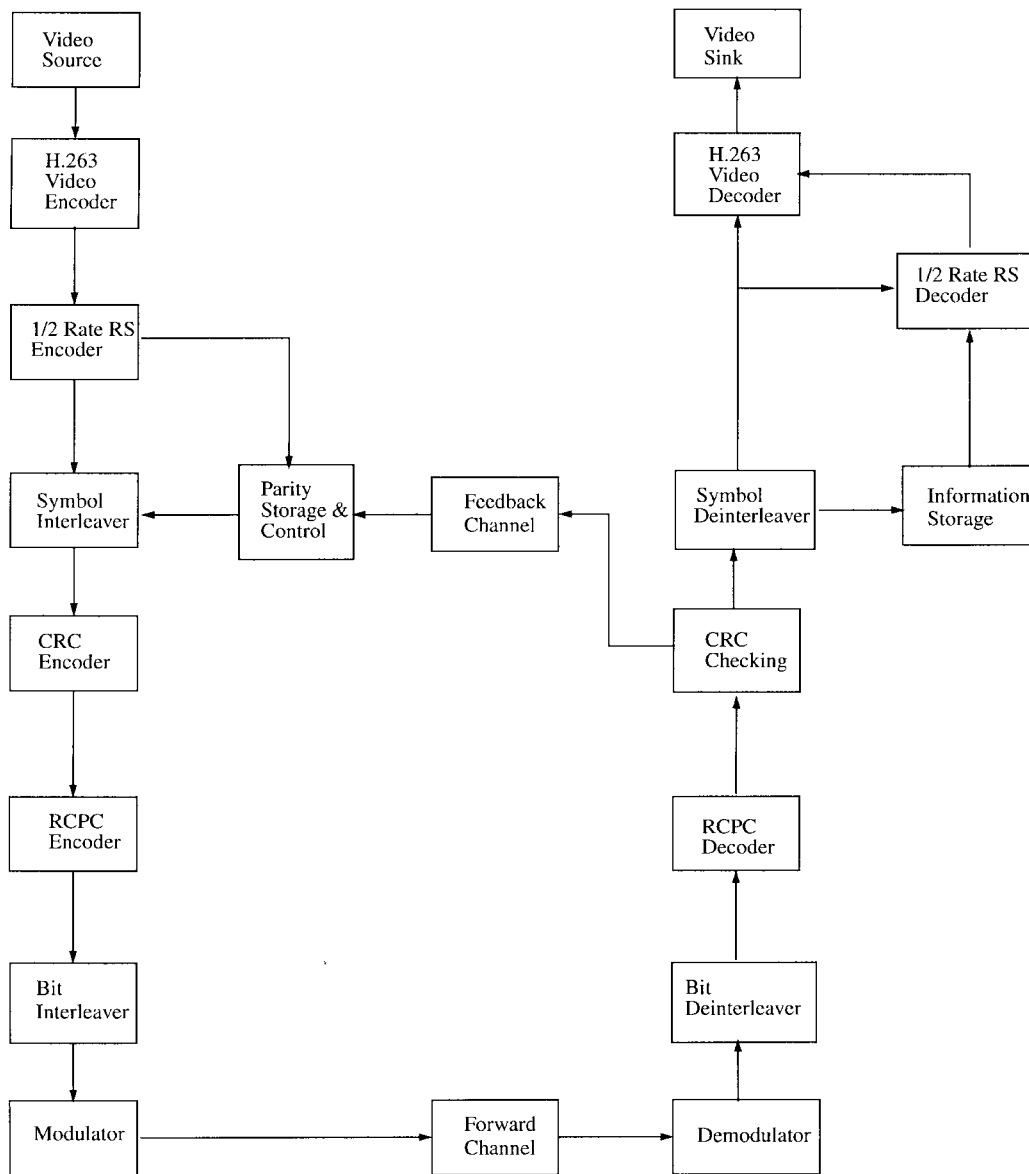 Video
Source
H.263
Video
Encoder
1/2 Rate RS
Encoder
Symbol
Interleaver
Parity
Storage &
Control
Feedback
Channel
CRC
Encoder
RCPC
Encoder
Bit
Interleaver
Modulator
Forward
Channel
Demodulator
Bit
Deinterleaver
RCPC
Decoder
CRC
Checking
Symbol
Deinterleaver
Information
Storage
1/2 Rate RS
Decoder
H.263
Video
Decoder
Video
Sink